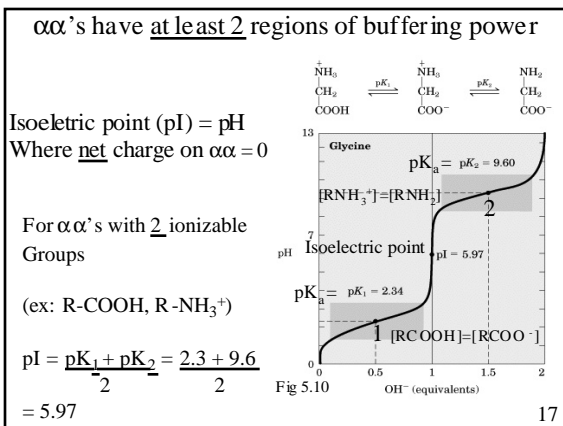 αα's have at least 2 regions of buffering power
Isoeletric point (pI) = pH
Where net charge on αα = 0
For αα's with 2 ionizable
Groups
(ex: R-COOH, R-NH₃⁺)
pI = pK₁ + pK₂ = 2.3 + 9.6
2 2
= 5.97
+ +
NH₃ NH₃ NH₂
pK₁ pK₂
CH₂ ⇌ CH₂ ⇌ CH₂
COOH COO⁻ COO⁻
13
Glycine
pKa = pK₂ = 9.60
[RNH₃⁺]=[RNH₂]
2
7
pH
Isoelectric point
pI = 5.97
pKa = pK₁ = 2.34
1 [RCOOH]=[RCOO⁻]
0
0 0.5 1 1.5 2
Fig 5.10
OH⁻ (equivalents)
17